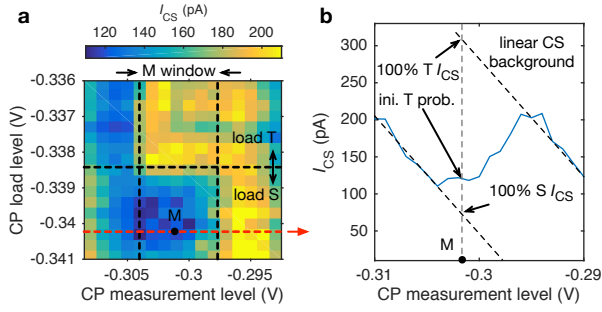 a
I_CS (pA)
120 140 160 180 200
M window
-0.336
-0.337
-0.338
-0.339
-0.34
-0.341
CP load level (V)
load T
load S
M
-0.305 -0.3 -0.295
CP measurement level (V)
b
linear CS
background
100% T I_CS
ini. T prob.
100% S I_CS
M
300
250
200
150
100
50
I_CS (pA)
-0.31 -0.3 -0.29
CP measurement level (V)